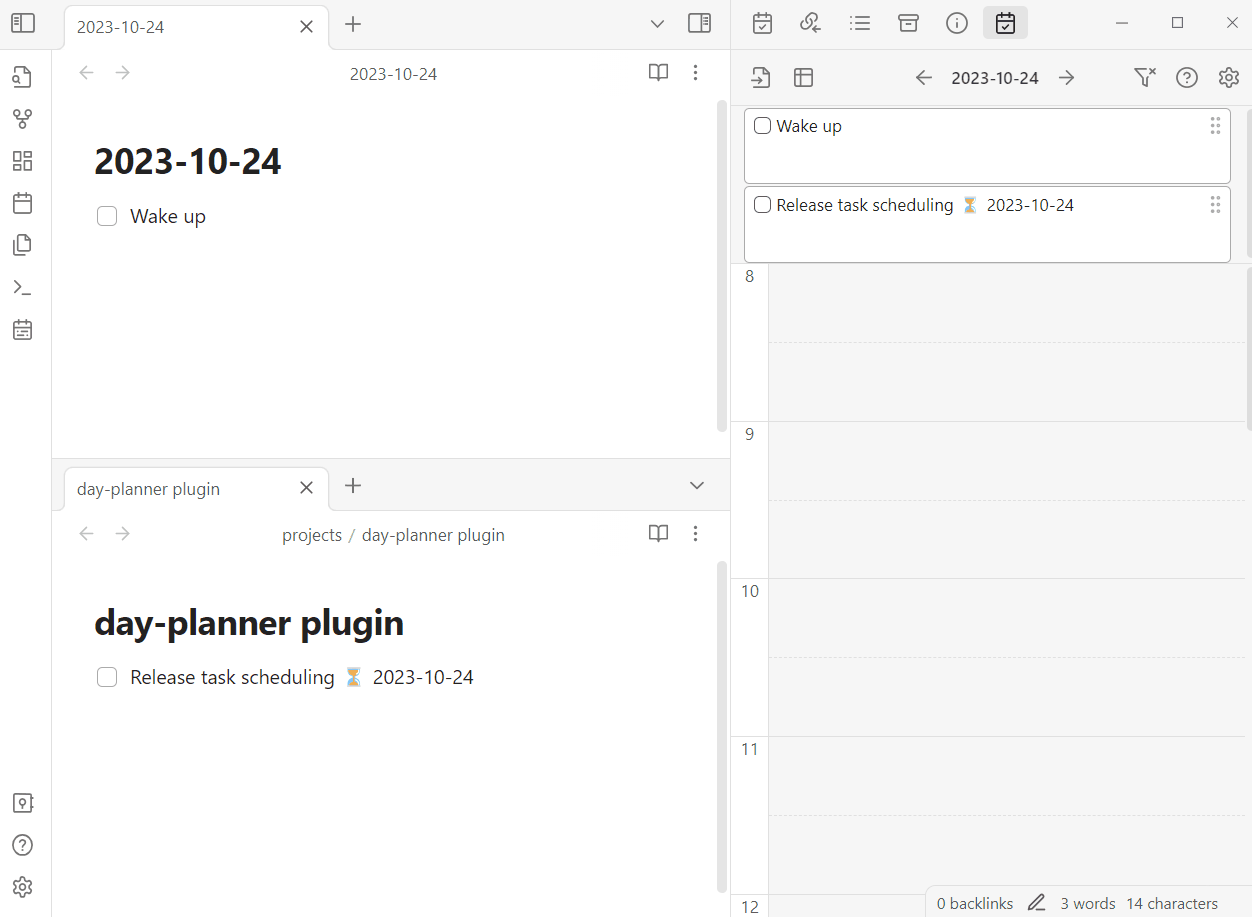 2023-10-24
2023-10-24
2023-10-24
Wake up
day-planner plugin
projects / day-planner plugin
day-planner plugin
Release task scheduling ⏳ 2023-10-24
2023-10-24
Wake up
Release task scheduling ⏳ 2023-10-24
8
9
10
11
12
0 backlinks 3 words 14 characters